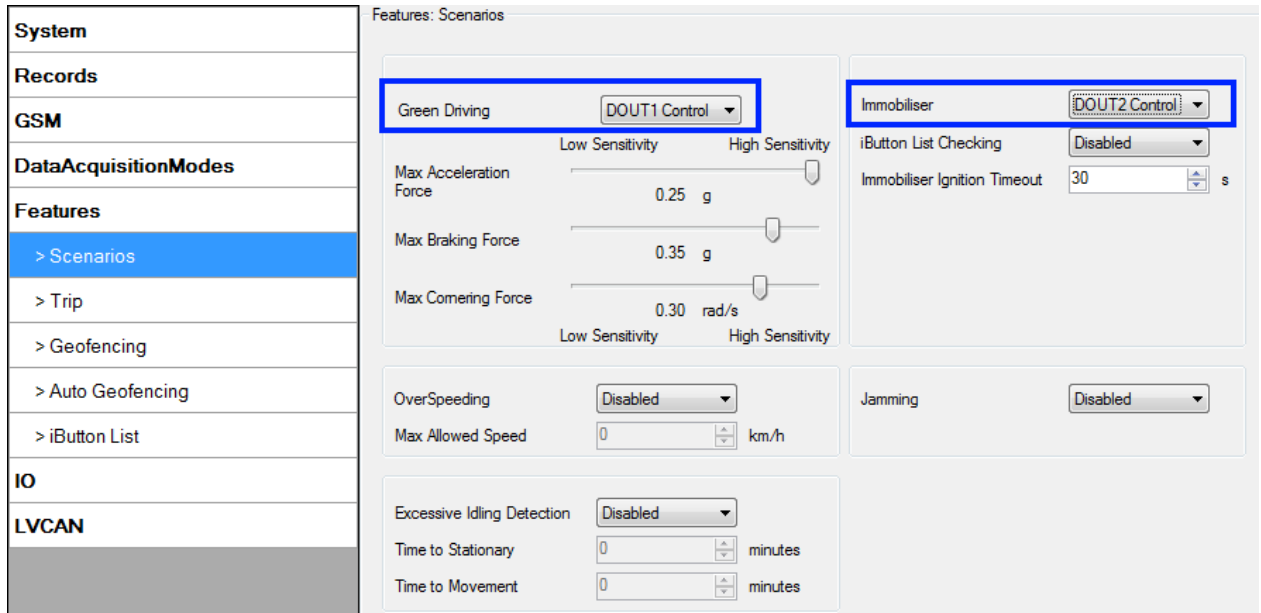 System
Records
GSM
DataAcquisitionModes
Features
> Scenarios
> Trip
> Geofencing
> Auto Geofencing
> iButton List
IO
LVCAN
Features: Scenarios
Green Driving DOUT1 Control
Low Sensitivity High Sensitivity
Max Acceleration
Force
0.25 g
Max Braking Force
0.35 g
Max Cornering Force
0.30 rad/s
Low Sensitivity High Sensitivity
Immobiliser DOUT2 Control
iButton List Checking Disabled
Immobiliser Ignition Timeout 30 s
OverSpeeding Disabled
Max Allowed Speed 0 km/h
Jamming Disabled
Excessive Idling Detection Disabled
Time to Stationary 0 minutes
Time to Movement 0 minutes